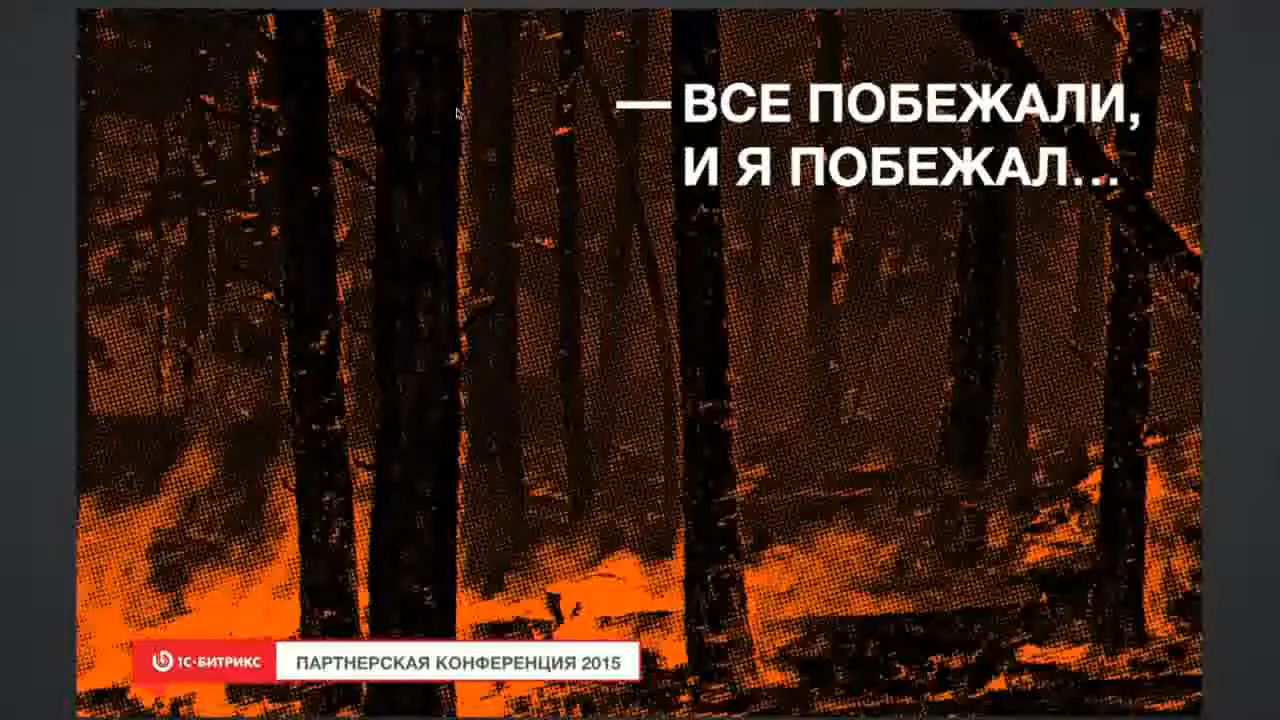 — ВСЕ ПОБЕЖАЛИ,
И Я ПОБЕЖАЛ...
1С-БИТРИКС
ПАРТНЕРСКАЯ КОНФЕРЕНЦИЯ 2015